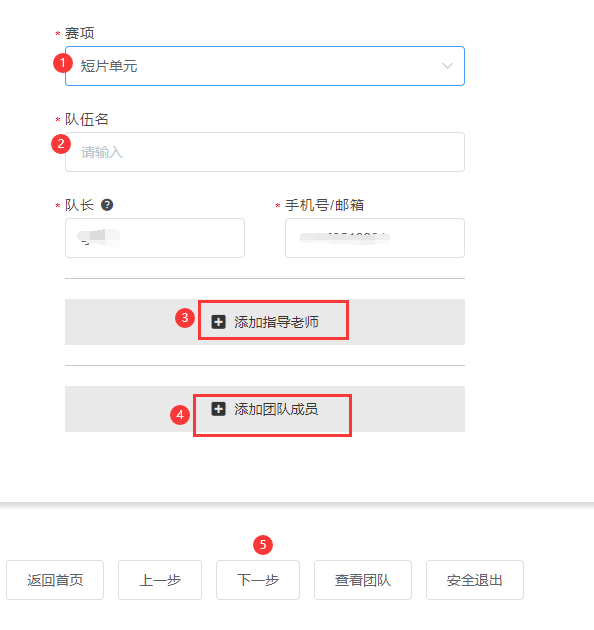 * 赛项
1 短片单元
* 队伍名
2 请输入
* 队长 ? * 手机号/邮箱
3 添加指导老师
4 添加团队成员
5
返回首页 上一步 下一步 查看团队 安全退出